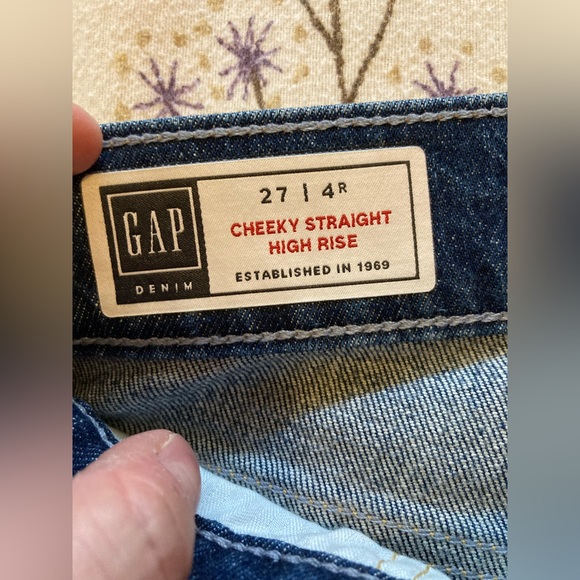 GAP
DENIM
27 | 4R
CHEEKY STRAIGHT
HIGH RISE
ESTABLISHED IN 1969